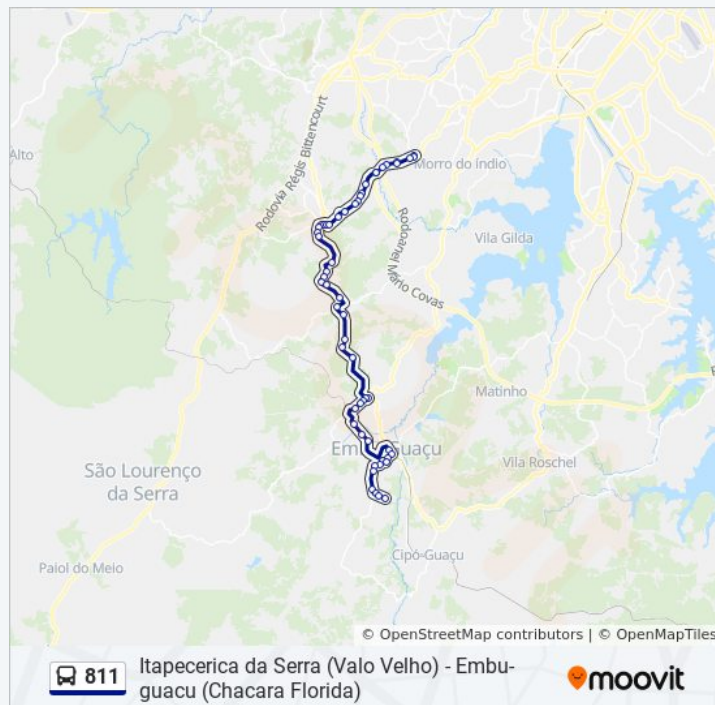 Alto
Rodovia Régis Bittencourt
Morro do Índio
Vila Gilda
Rodoanel Mário Covas
Matinho
Guaçu
Vila Roschel
São Lourenço
da Serra
Cipó-Guaçu
Paiol do Meio
© OpenStreetMap contributors | © OpenMapTiles
811
Itapecerica da Serra (Valo Velho) - Embu-
guacu (Chacara Florida)
moovit